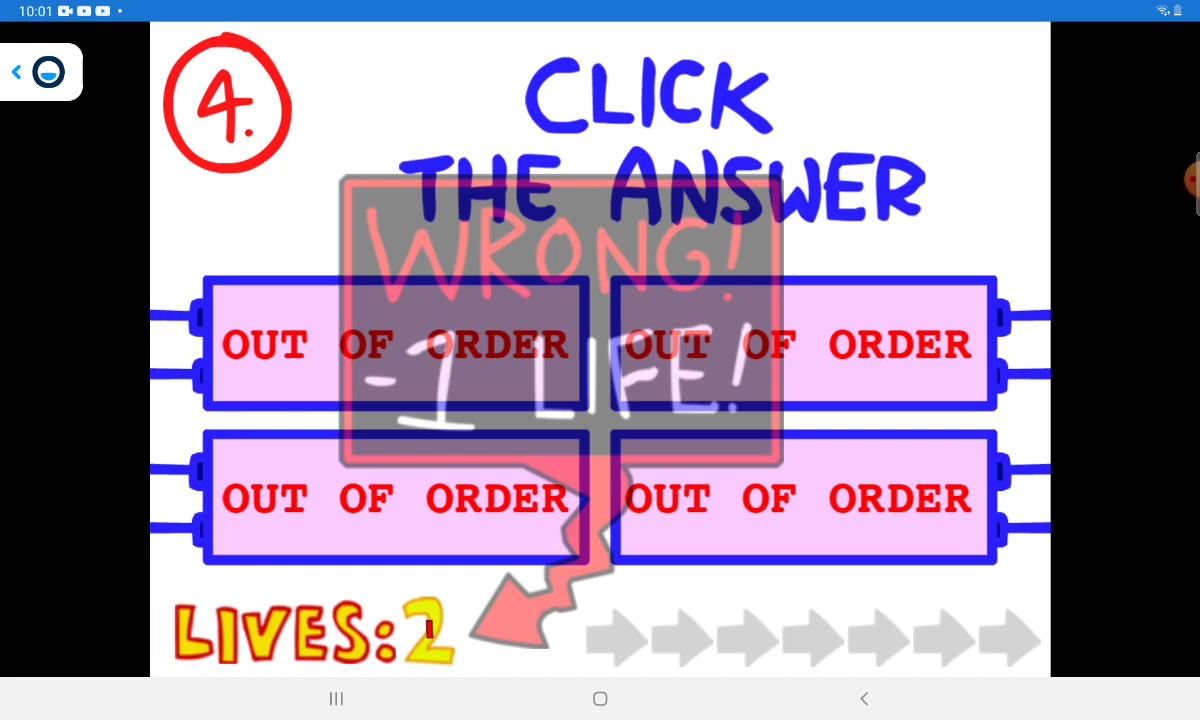 10:01
4.
CLICK
THE ANSWER
WRONG!
-1 LIFE!
OUT OF ORDER
OUT OF ORDER
OUT OF ORDER
OUT OF ORDER
LIVES:2